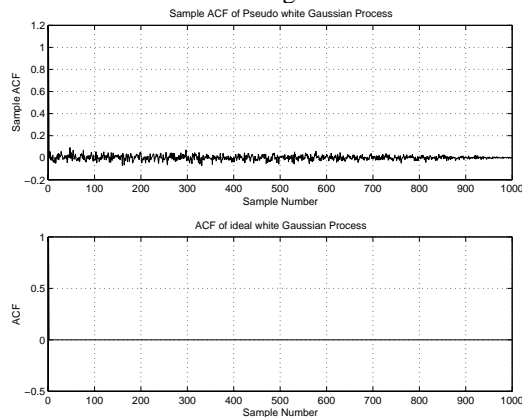 Sample ACF of Pseudo white Gaussian Process
1.2
1
0.8
0.6
0.4
0.2
0
−0.2
Sample ACF
0 100 200 300 400 500 600 700 800 900 1000
Sample Number
ACF of ideal white Gaussian Process
1
0.5
0
−0.5
ACF
0 100 200 300 400 500 600 700 800 900 1000
Sample Number